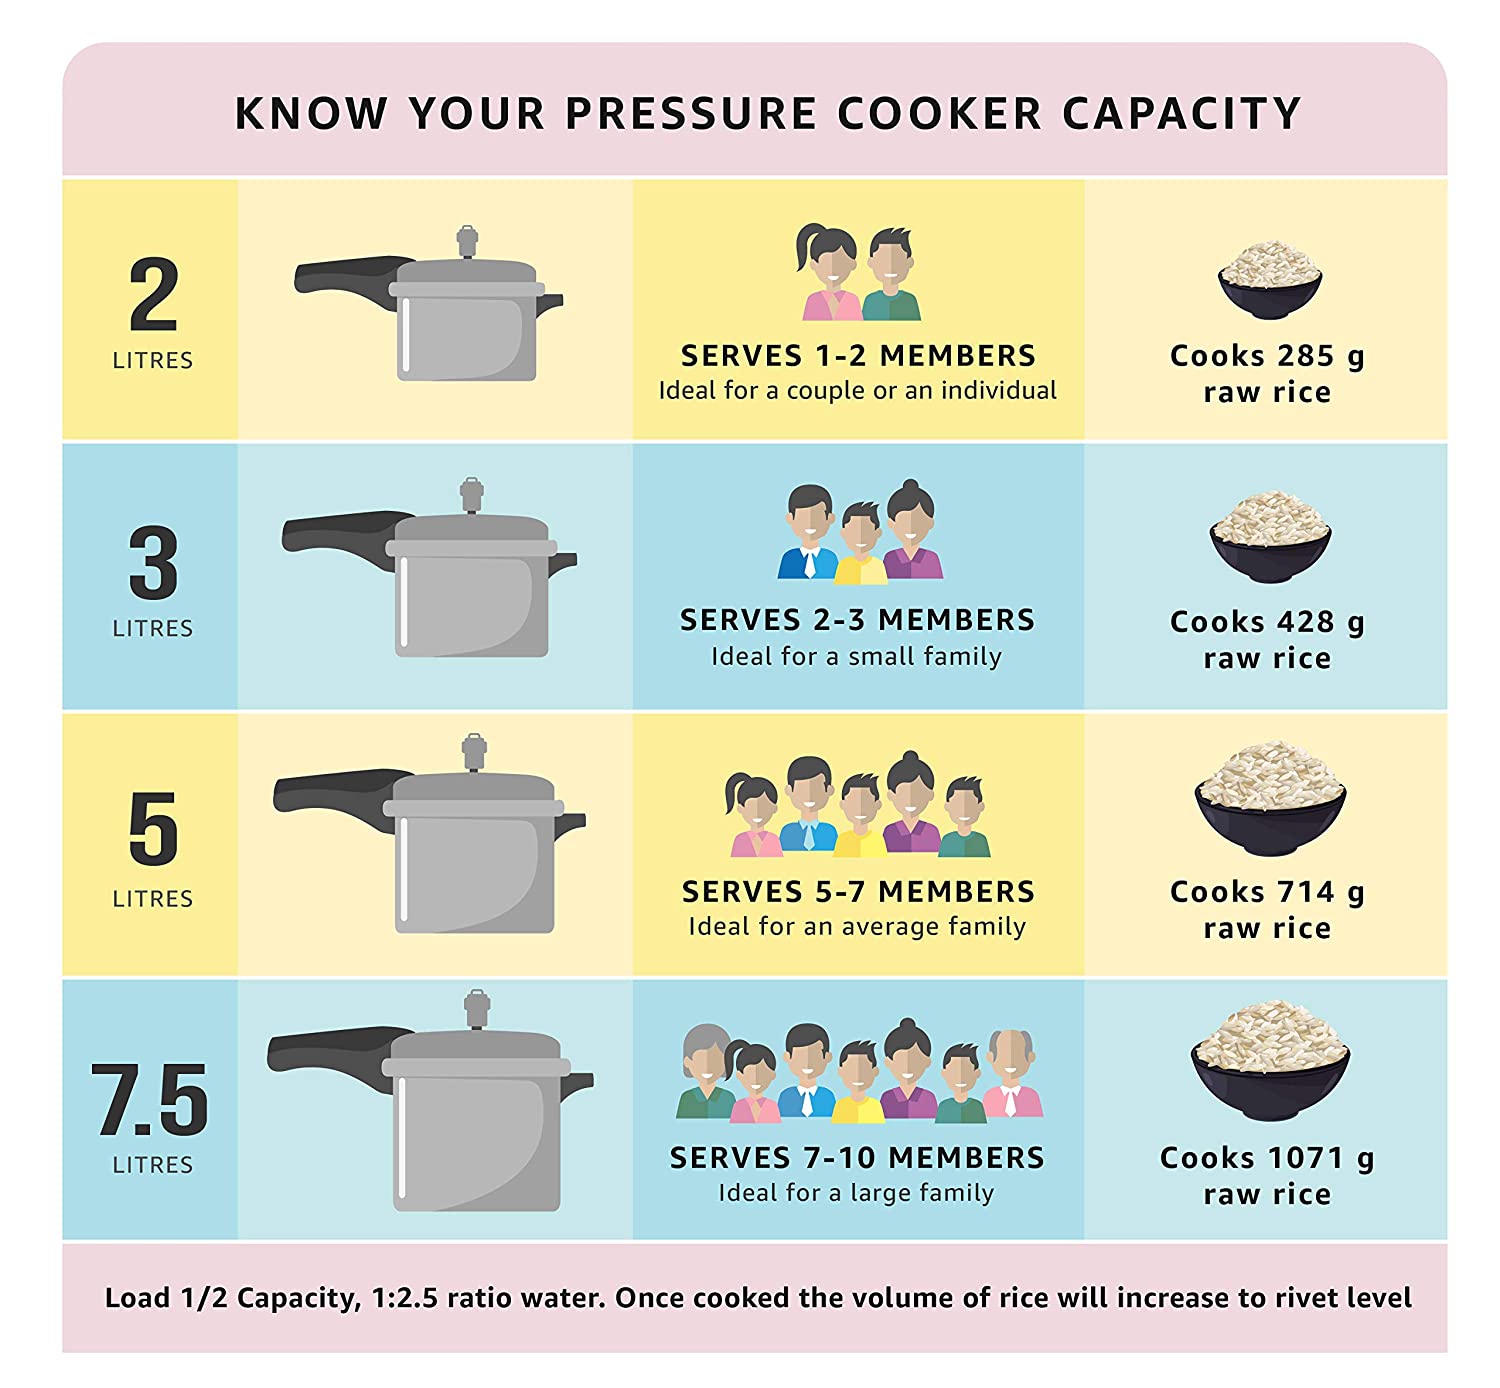 KNOW YOUR PRESSURE COOKER CAPACITY
2
LITRES
SERVES 1-2 MEMBERS
Ideal for a couple or an individual
Cooks 285 g
raw rice
3
LITRES
SERVES 2-3 MEMBERS
Ideal for a small family
Cooks 428 g
raw rice
5
LITRES
SERVES 5-7 MEMBERS
Ideal for an average family
Cooks 714 g
raw rice
7.5
LITRES
SERVES 7-10 MEMBERS
Ideal for a large family
Cooks 1071 g
raw rice
Load 1/2 Capacity, 1:2.5 ratio water. Once cooked the volume of rice will increase to rivet level